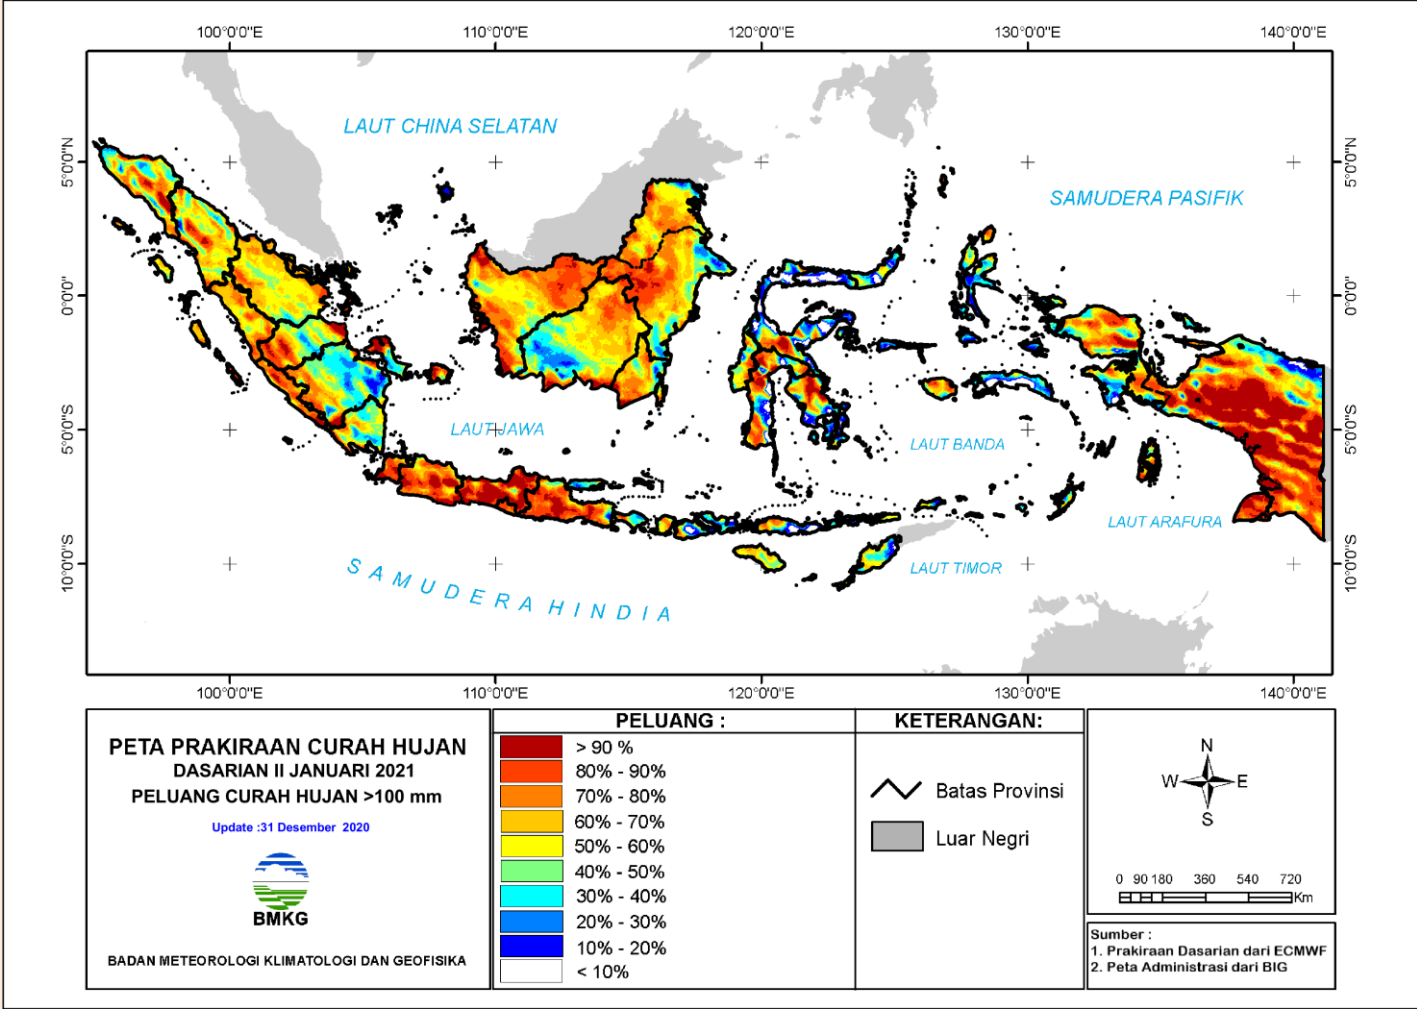 100°0'0"E 110°0'0"E 120°0'0"E 130°0'0"E 140°0'0"E
5°0'0"N 5°0'0"N
LAUT CHINA SELATAN
SAMUDERA PASIFIK
0°0'0" 0°0'0"
5°0'0"S 5°0'0"S
LAUT JAWA
LAUT BANDA
LAUT ARAFURA
LAUT TIMOR
10°0'0"S 10°0'0"S
SAMUDERA HINDIA
100°0'0"E 110°0'0"E 120°0'0"E 130°0'0"E 140°0'0"E
PETA PRAKIRAAN CURAH HUJAN
DASARIAN II JANUARI 2021
PELUANG CURAH HUJAN >100 mm
Update :31 Desember 2020
BMKG
BADAN METEOROLOGI KLIMATOLOGI DAN GEOFISIKA
PELUANG :
> 90 %
80% - 90%
70% - 80%
60% - 70%
50% - 60%
40% - 50%
30% - 40%
20% - 30%
10% - 20%
< 10%
KETERANGAN:
Batas Provinsi
Luar Negri
N
W E
S
0 90 180 360 540 720
Km
Sumber :
1. Prakiraan Dasarian dari ECMWF
2. Peta Administrasi dari BIG